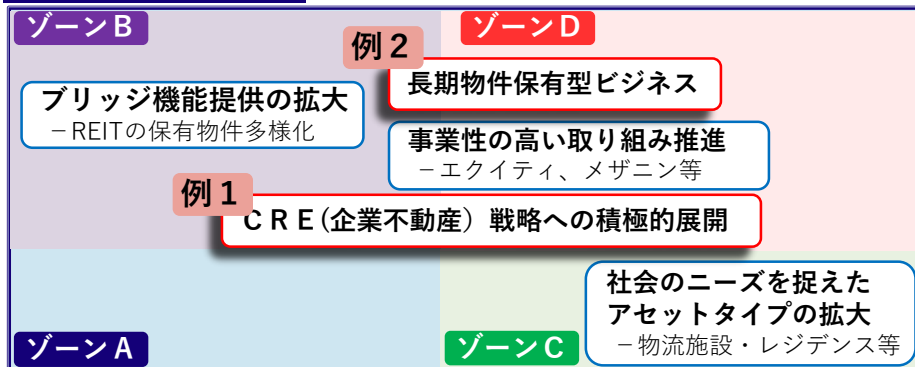 ゾーンB
ゾーンD
例２
長期物件保有型ビジネス
ブリッジ機能提供の拡大
－REITの保有物件多様化
事業性の高い取り組み推進
－エクイティ、メザニン等
例１
ＣＲＥ(企業不動産）戦略への積極的展開
社会のニーズを捉えた
アセットタイプの拡大
－物流施設・レジデンス等
ゾーンA
ゾーンC